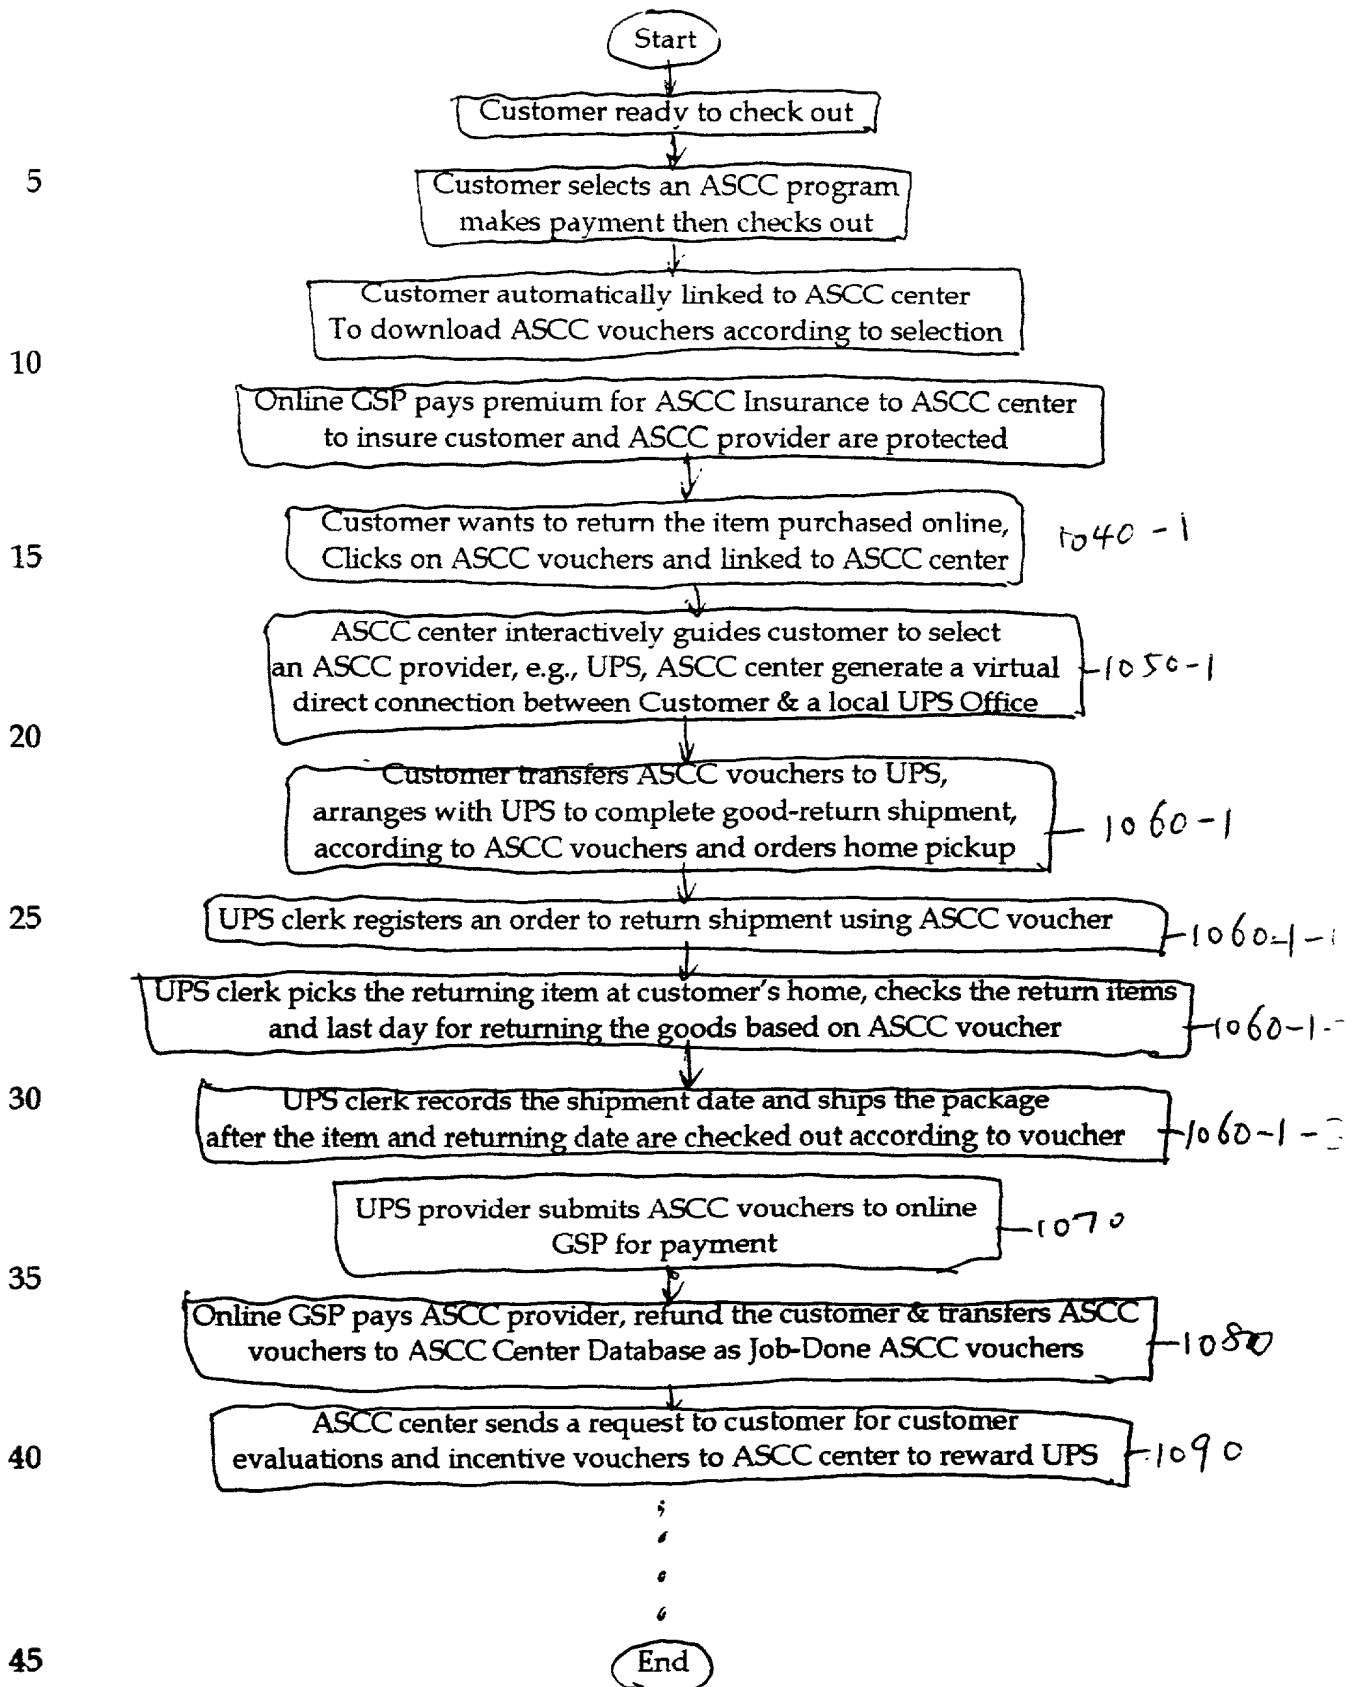 Start
Customer ready to check out
5
Customer selects an ASCC program
makes payment then checks out
Customer automatically linked to ASCC center
To download ASCC vouchers according to selection
10
Online GSP pays premium for ASCC Insurance to ASCC center
to insure customer and ASCC provider are protected
Customer wants to return the item purchased online,
1040-1
15
Clicks on ASCC vouchers and linked to ASCC center
ASCC center interactively guides customer to select
an ASCC provider, e.g., UPS, ASCC center generate a virtual
1050-1
direct connection between Customer & a local UPS Office
20
Customer transfers ASCC vouchers to UPS,
arranges with UPS to complete good-return shipment,
1060-1
according to ASCC vouchers and orders home pickup
25
UPS clerk registers an order to return shipment using ASCC voucher
1060-1-
UPS clerk picks the returning item at customer's home, checks the return items
and last day for returning the goods based on ASCC voucher
1060-1-
30
UPS clerk records the shipment date and ships the package
after the item and returning date are checked out according to voucher
1060-1-
UPS provider submits ASCC vouchers to online
1070
GSP for payment
35
Online GSP pays ASCC provider, refund the customer & transfers ASCC
vouchers to ASCC Center Database as Job-Done ASCC vouchers
1080
ASCC center sends a request to customer for customer
40
evaluations and incentive vouchers to ASCC center to reward UPS
1090
45
End